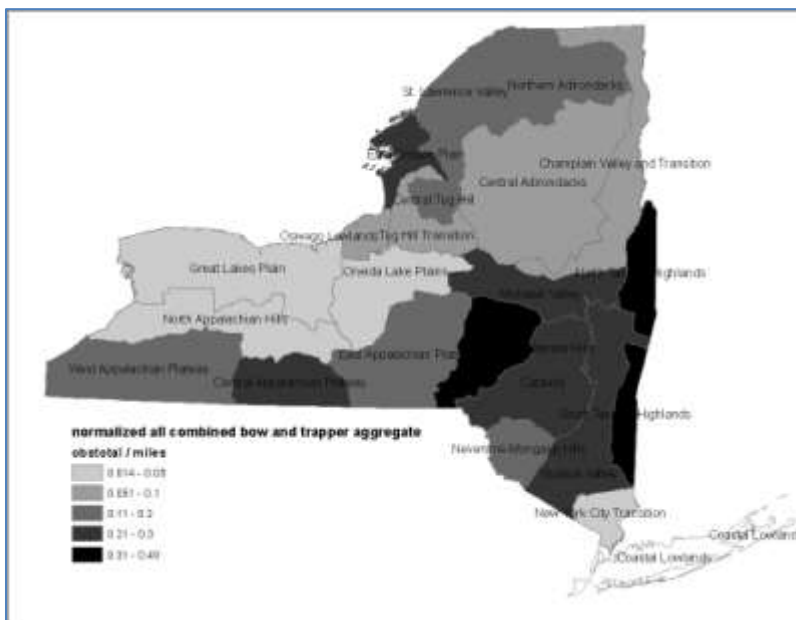 St. Lawrence Valley
Northern Adirondacks
Plain
Champlain Valley and Transition
Central Adirondacks
Central Tug Hill
Oswego Lowlands
Tug Hill Transition
Great Lakes Plain
Oneida Lake Plains
Highlands
Mohawk Valley
North Appalachian Hills
East Appalachian Plat
West Appalachian Plateau
Central Appalachian Plateau
Catskills
Highlands
normalized all combined bow and trapper aggregate
obstotal / miles
0.014 - 0.05
0.051 - 0.1
0.11 - 0.2
0.21 - 0.3
0.31 - 0.49
Hills
Hudson Valley
New York City Transition
Coastal Lowlands
Coastal Lowlands